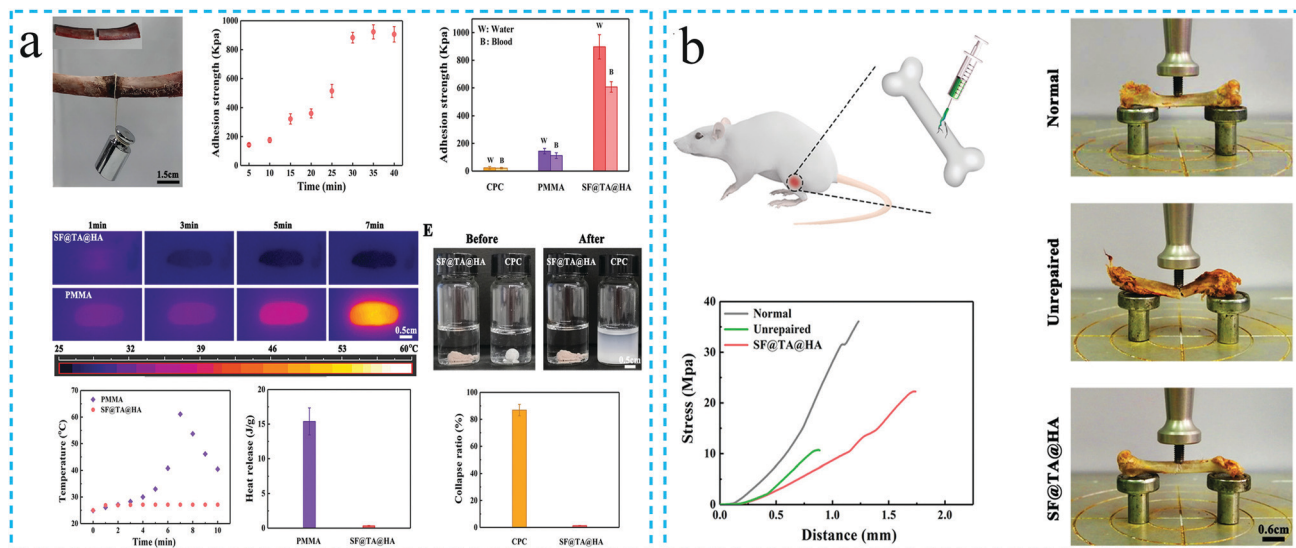 a
1.5cm
Adhesion strength (Kpa)
1000
800
600
400
200
0
5 10 15 20 25 30 35 40
Time (min)
Adhesion strength (Kpa)
W: Water
B: Blood
1000
800
600
400
200
0
W B
W B
W
B
CPC PMMA SF@TA@HA
1min 3min 5min 7min
SF@TA@HA
PMMA
0.5cm
25 32 39 46 53 60°C
E
Before After
SF@TA@HA CPC SF@TA@HA CPC
0.5cm
Temperature (°C)
70
60
50
40
30
20
PMMA
SF@TA@HA
0 2 4 6 8 10
Time (min)
Heat release (J/g)
20
15
10
5
0
PMMA SF@TA@HA
Collapse ratio (%)
100
80
60
40
20
0
CPC SF@TA@HA
b
Stress (Mpa)
40
30
20
10
0
Normal
Unrepaired
SF@TA@HA
0.0 0.5 1.0 1.5 2.0
Distance (mm)
Normal
Unrepaired
SF@TA@HA
0.6cm